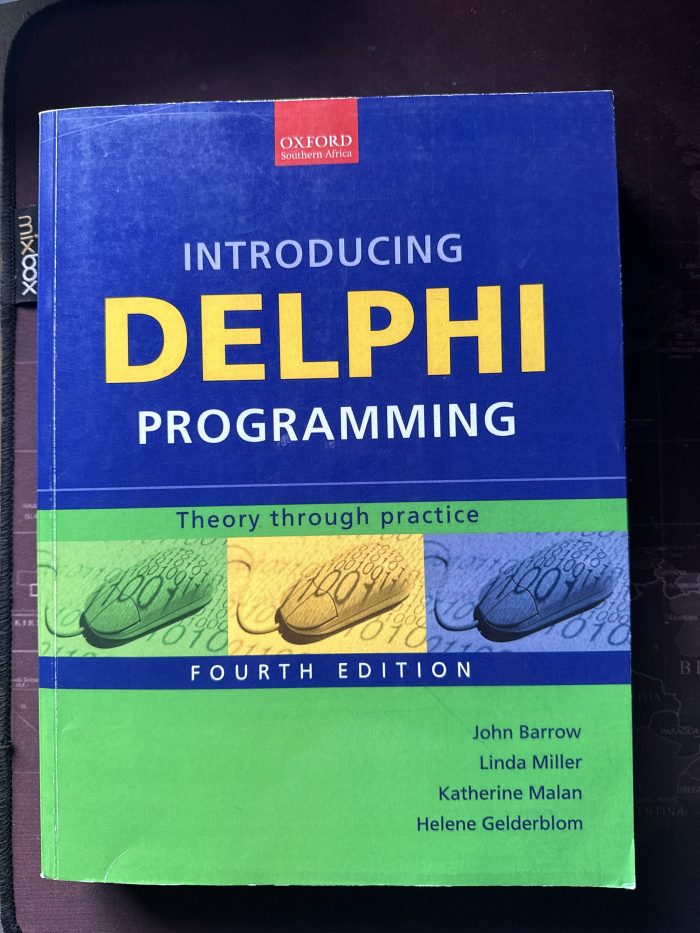 OXFORD
Southern Africa
INTRODUCING
DELPHI
PROGRAMMING
Theory through practice
FOURTH EDITION
John Barrow
Linda Miller
Katherine Malan
Helene Gelderblom
mixbox